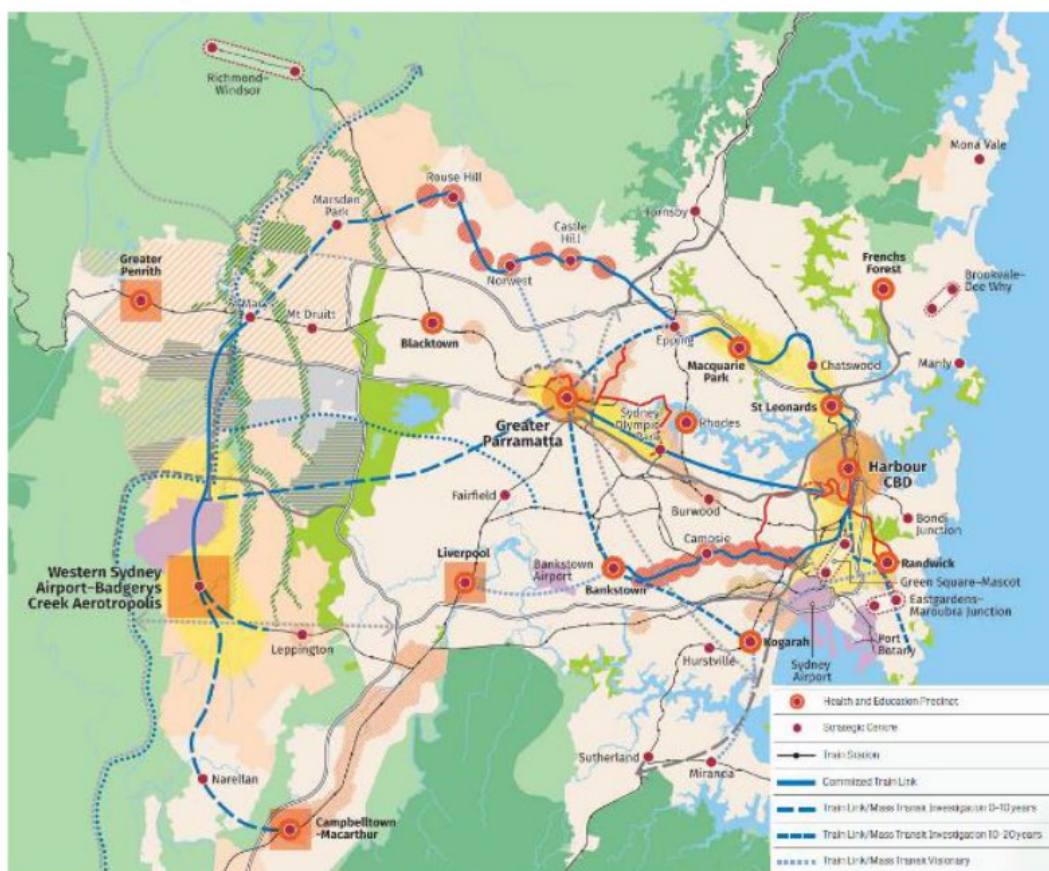 Richmond–
Windsor
Mona Vale
Rouse Hill
Marsden
Park
Hornsby
Castle
Hill
Greater
Penrith
Frenchs
Forest
Norwest
Brookvale–
Dee Why
Mt Druitt
Blacktown
Epping
Macquarie
Park
Chatswood
Manly
St Leonards
Greater
Parramatta
Sydney
Olympic
Park
Rhodes
Harbour
CBD
Fairfield
Burwood
Bondi
Junction
Campsie
Liverpool
Bankstown
Airport
Bankstown
Randwick
Western Sydney
Airport–Badgerys
Creek Aerotropolis
Green Square–Mascot
Eastgardens–
Maroubra Junction
Leppington
Kogarah
Hurstville
Port
Botany
Sydney
Airport
Sutherland
Miranda
Narellan
Campbelltown
-Macarthur
Health and Education Precinct
Strategic Centre
Train Station
Committed Train Link
Train Link/Mass Transit Investigation 0–10 years
Train Link/Mass Transit Investigation 10–20 years
Train Link/Mass Transit Visionary